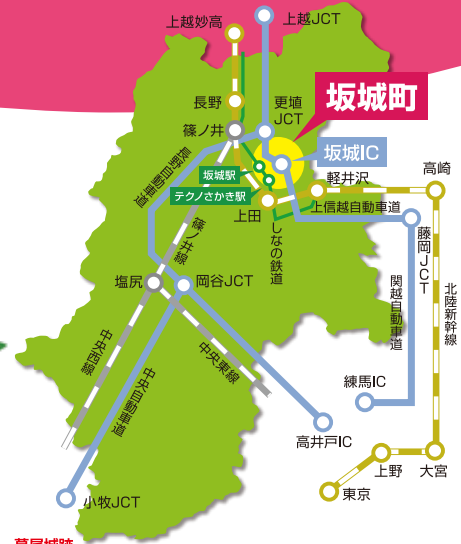 上越妙高
上越JCT
長野
更埴
JCT
坂城町
篠ノ井
坂城IC
坂城駅
テクノさかき駅
軽井沢
高崎
上田
上信越自動車道
長野自動車道
篠ノ井線
しなの鉄道
藤岡JCT
関越自動車道
北陸新幹線
塩尻
岡谷JCT
中央西線
中央東線
中央自動車道
練馬IC
高井戸IC
上野
大宮
東京
小牧JCT
葛尾城跡